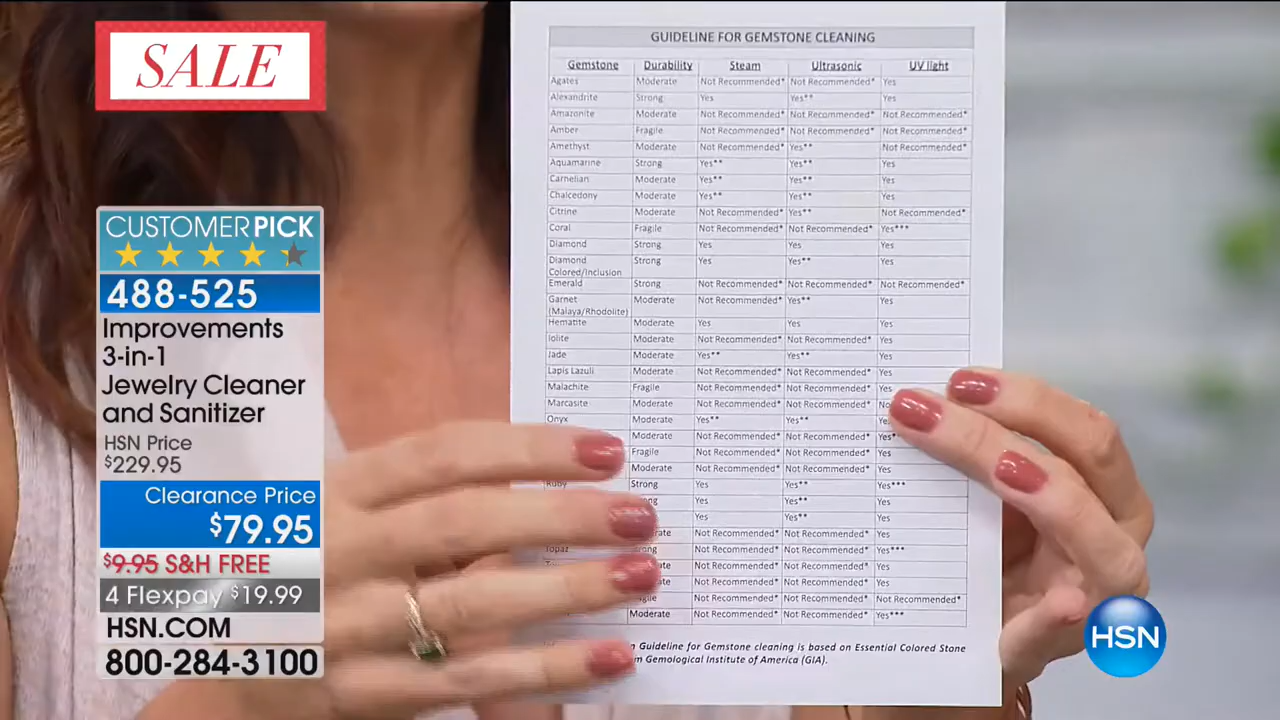 SALE
CUSTOMER PICK
488-525
Improvements
3-in-1
Jewelry Cleaner
and Sanitizer
HSN Price
$229.95
Clearance Price
$79.95
$9.95 S&H FREE
4 Flexpay $19.99
HSN.COM
800-284-3100
GUIDELINE FOR GEMSTONE CLEANING
Gemstone Durability Steam Ultrasonic UV light
Agates Moderate Not Recommended* Not Recommended* Yes
Alexandrite Strong Yes Yes** Yes
Amazonite Moderate Not Recommended* Not Recommended* Not Recommended*
Amber Fragile Not Recommended* Not Recommended* Not Recommended*
Amethyst Moderate Not Recommended* Yes** Not Recommended*
Aquamarine Strong Yes** Yes** Yes
Carnelian Moderate Yes** Yes** Yes
Chalcedony Moderate Yes** Yes** Yes
Citrine Moderate Not Recommended* Yes** Not Recommended*
Coral Fragile Not Recommended* Not Recommended* Yes***
Diamond Strong Yes Yes Yes
Diamond Strong Yes Yes** Yes
Colored/Inclusion
Emerald Strong Not Recommended* Not Recommended* Not Recommended*
Garnet Moderate Not Recommended* Yes** Yes
(Malaya/Rhodolite)
Hematite Moderate Yes Yes Yes
Iolite Moderate Not Recommended* Not Recommended* Yes
Jade Moderate Yes** Yes** Yes
Lapis Lazuli Moderate Not Recommended* Not Recommended* Yes
Malachite Fragile Not Recommended* Not Recommended* Yes
Marcasite Moderate Not Recommended* Not Recommended*
Onyx Moderate Yes** Yes**
Moderate Not Recommended* Not Recommended* Yes*
Fragile Not Recommended* Not Recommended* Yes
Moderate Not Recommended* Not Recommended* Yes
Ruby Strong Yes Yes** Yes***
Yes Yes** Yes
Yes Yes** Yes
Not Recommended* Not Recommended* Yes
Topaz Not Recommended* Not Recommended* Yes***
Not Recommended* Not Recommended* Yes
Not Recommended* Not Recommended* Yes
Not Recommended* Not Recommended* Not Recommended*
Moderate Not Recommended* Not Recommended* Yes***
Guideline for Gemstone cleaning is based on Essential Colored Stone
Gemological Institute of America (GIA).
HSN